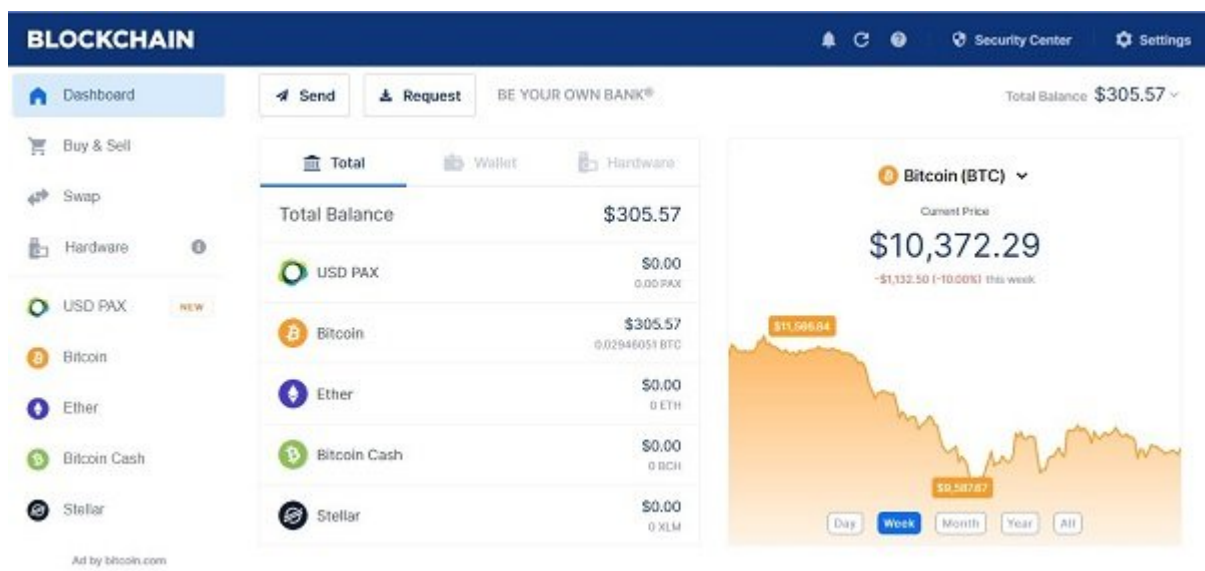 BLOCKCHAIN
Security Center
Settings
Dashboard
Buy & Sell
Swap
Hardware
USD PAX NEW
Bitcoin
Ether
Bitcoin Cash
Stellar
Ad by bitcoin.com
Send
Request
BE YOUR OWN BANK®
Total Balance $305.57
Total
Wallet
Hardware
Total Balance $305.57
USD PAX $0.00
0.00 PAX
Bitcoin $305.57
0.02946051 BTC
Ether $0.00
0 ETH
Bitcoin Cash $0.00
0 BCH
Stellar $0.00
0 XLM
Bitcoin (BTC)
Current Price
$10,372.29
-$1,132.50 (-10.00%) this week
$9,587.67
Day
Week
Month
Year
All